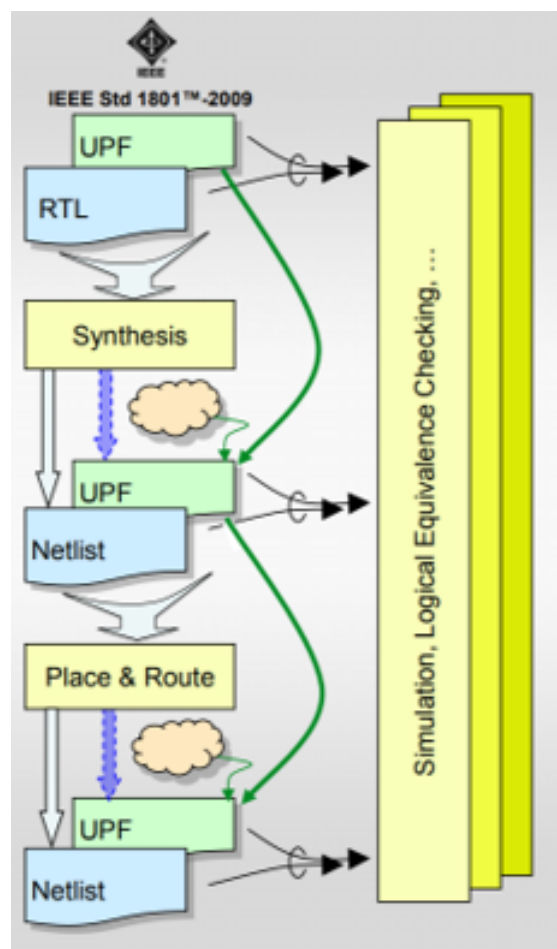 IEEE
IEEE Std 1801™-2009
UPF
RTL
Synthesis
UPF
Netlist
Place & Route
UPF
Netlist
Simulation, Logical Equivalence Checking, ...